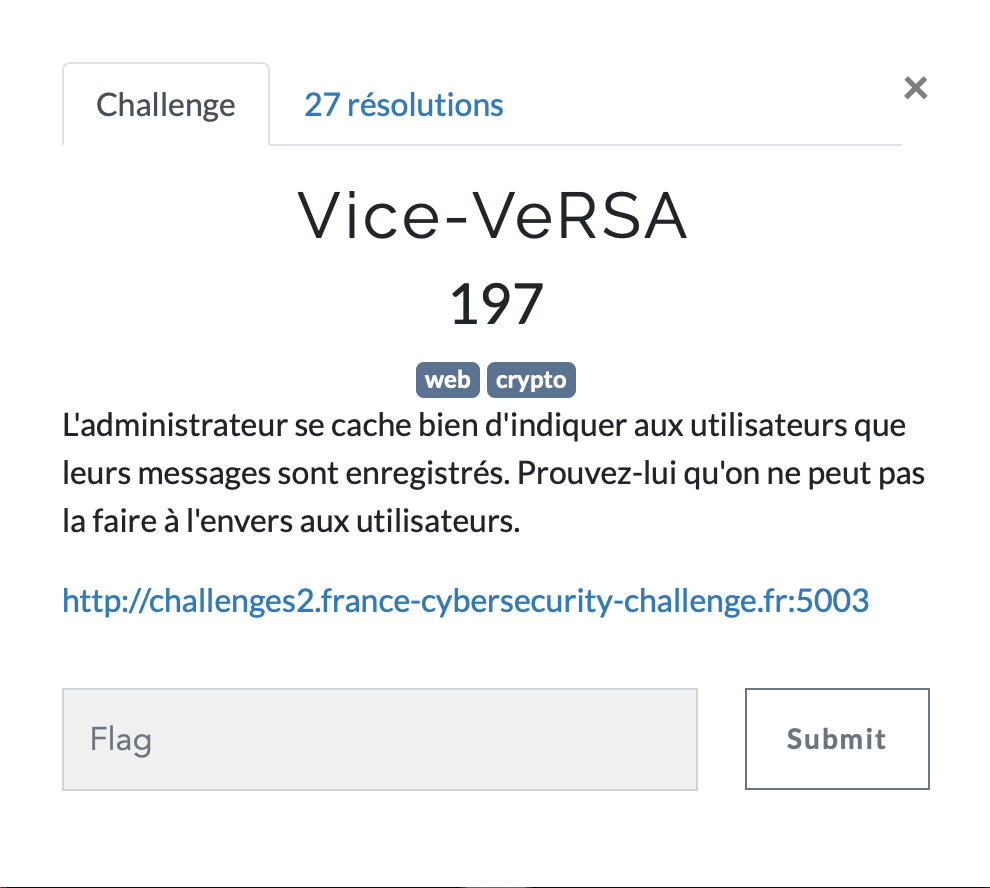 Challenge
27 résolutions
×
Vice-VeRSA
197
web crypto
L'administrateur se cache bien d'indiquer aux utilisateurs que
leurs messages sont enregistrés. Prouvez-lui qu'on ne peut pas
la faire à l'envers aux utilisateurs.
http://challenges2.france-cybersecurity-challenge.fr:5003
Flag
Submit